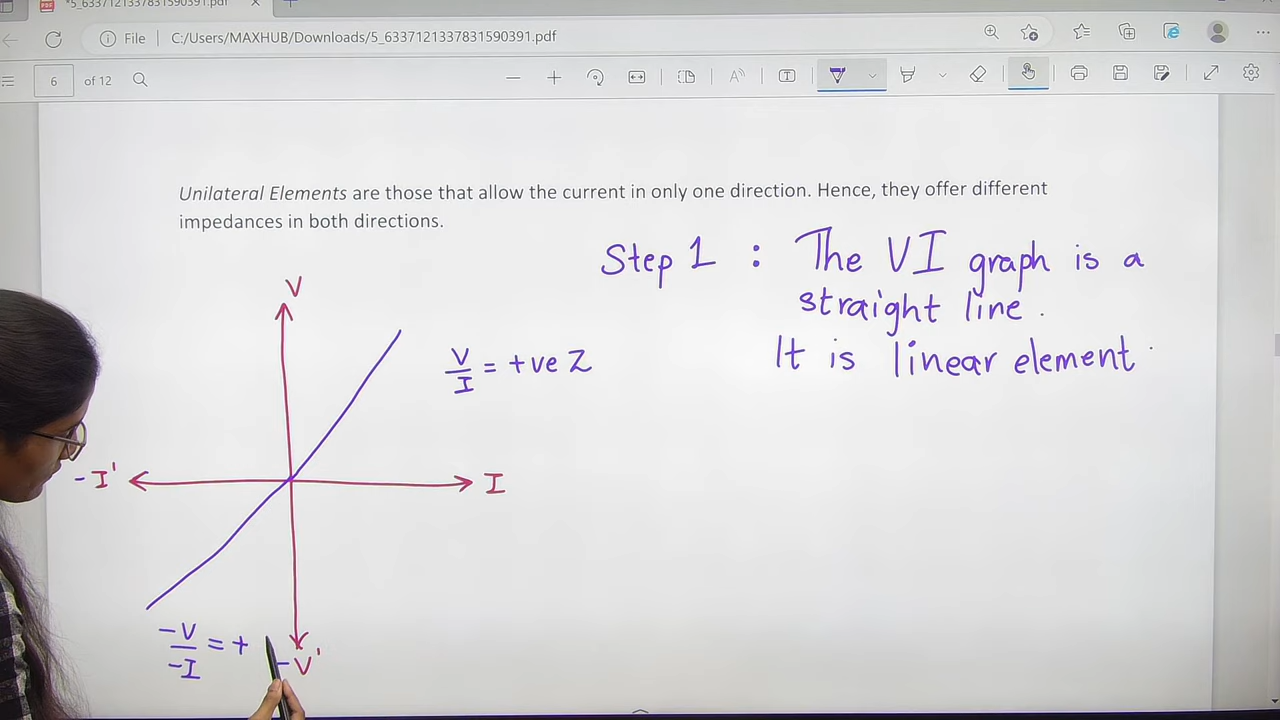 *5_6337121337831590391.pdf
File | C:/Users/MAXHUB/Downloads/5_6337121337831590391.pdf
6 of 12
Unilateral Elements are those that allow the current in only one direction. Hence, they offer different
impedances in both directions.
Step 1 : The VI graph is a
straight line.
It is linear element.
V
V/I = +ve Z
-I' I
-V/-I = +
-V'